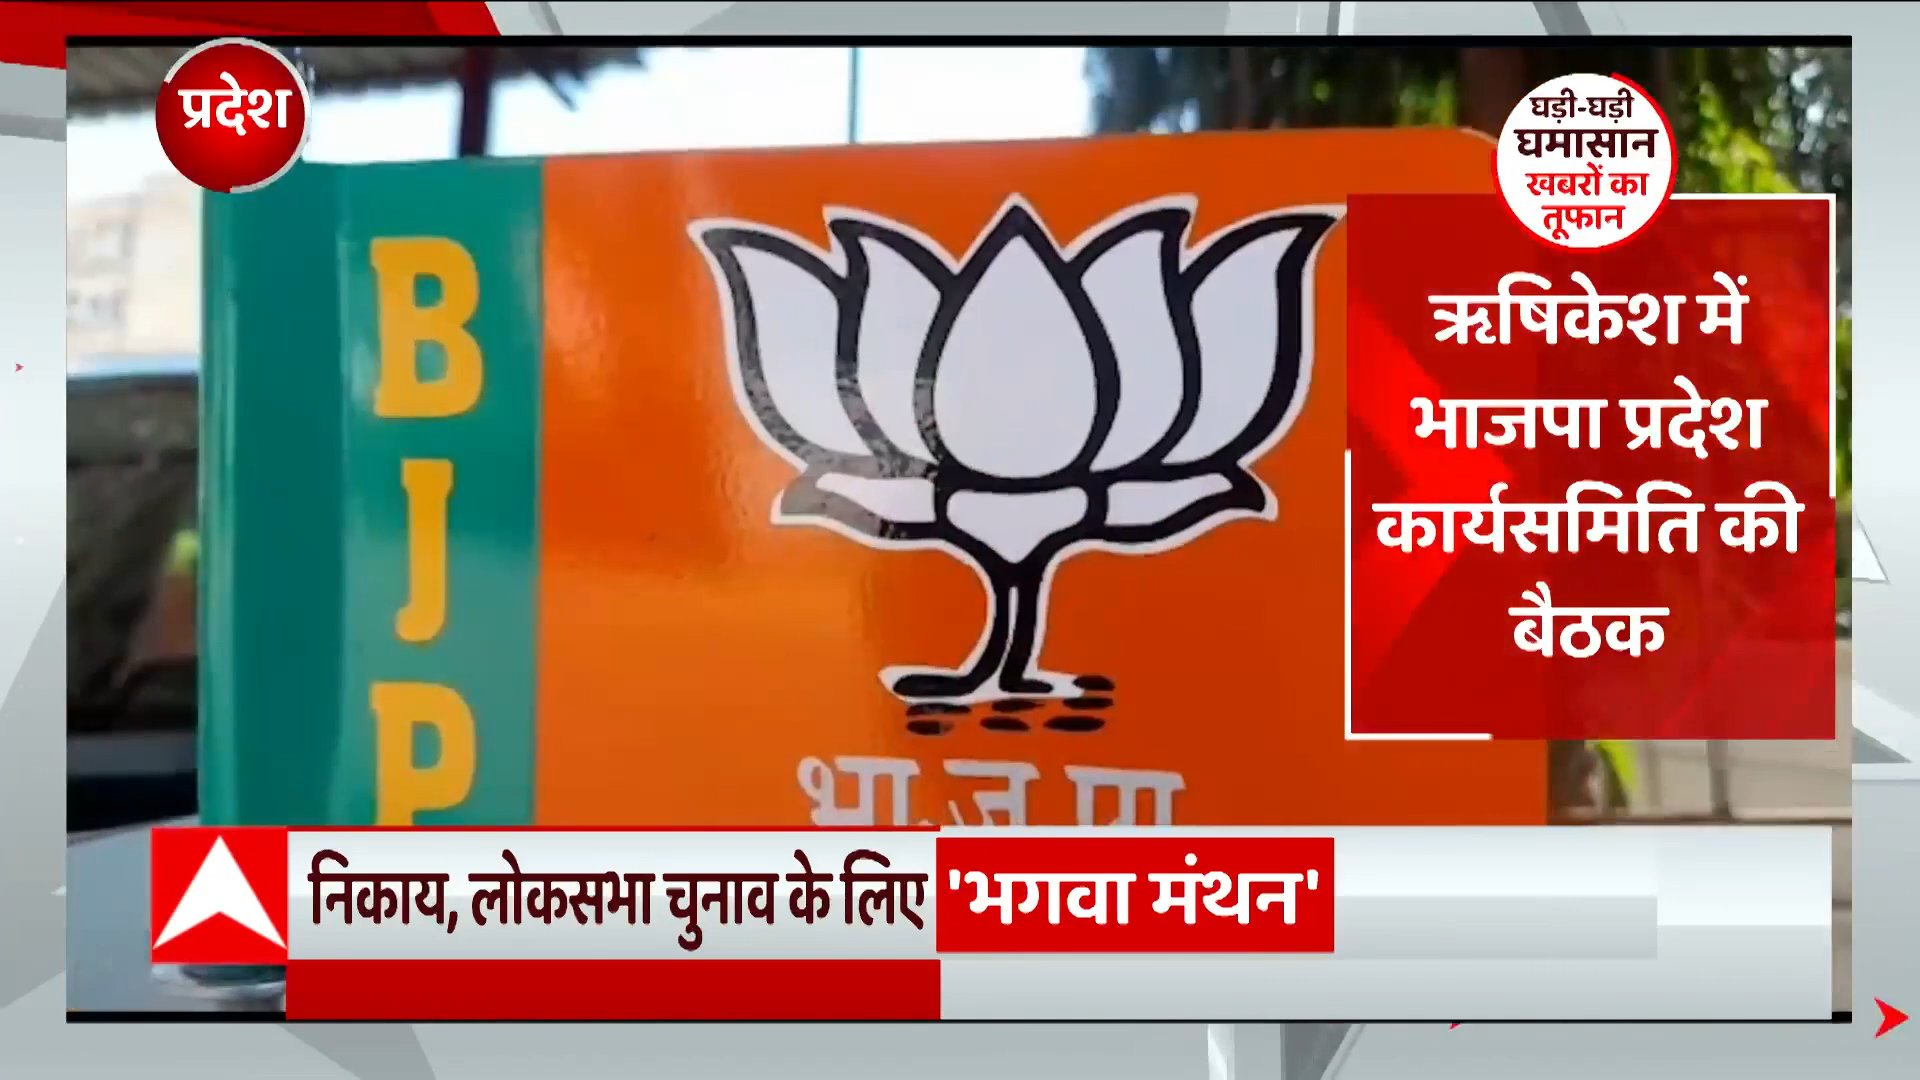 प्रदेश
घड़ी-घड़ी
घमासान
खबरों का
तूफान
B
J
P
भा.ज.पा
ऋषिकेश में
भाजपा प्रदेश
कार्यसमिति की
बैठक
निकाय, लोकसभा चुनाव के लिए 'भगवा मंथन'